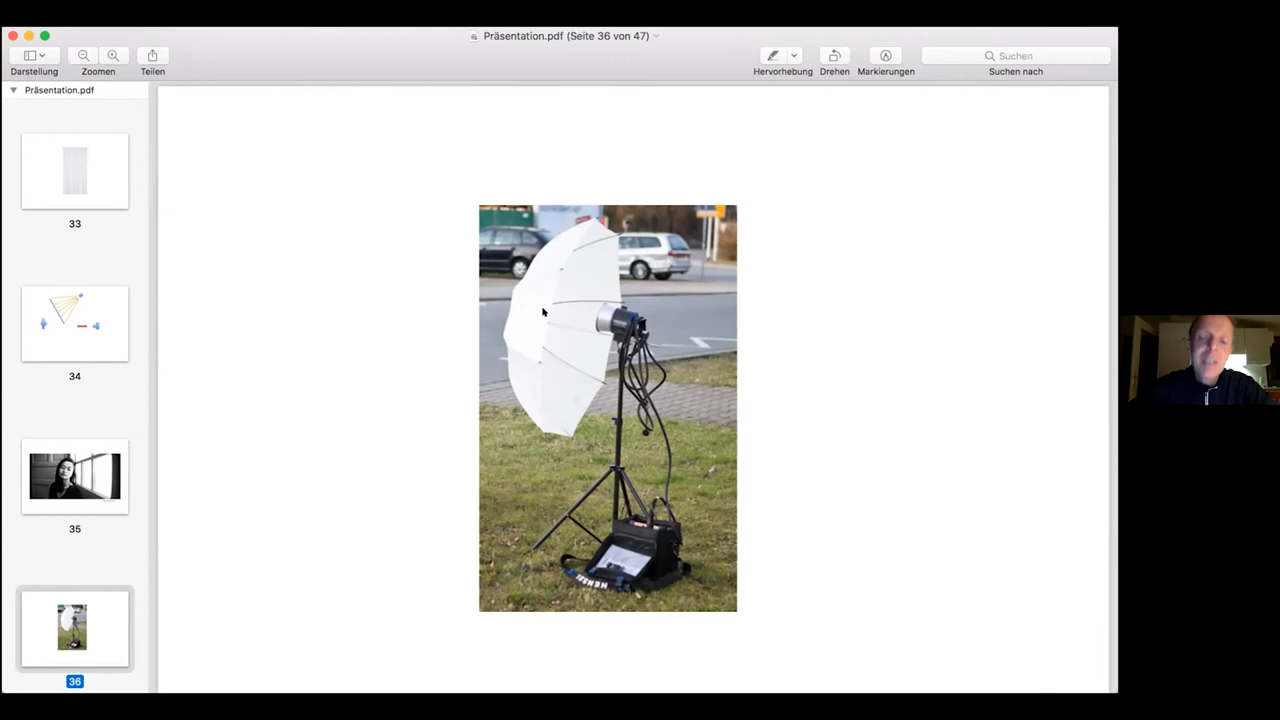 Präsentation.pdf (Seite 36 von 47)
Darstellung
Zoomen
Teilen
Hervorhebung
Drehen
Markierungen
Suchen
Suchen nach
Präsentation.pdf
33
34
35
36
HENSEL